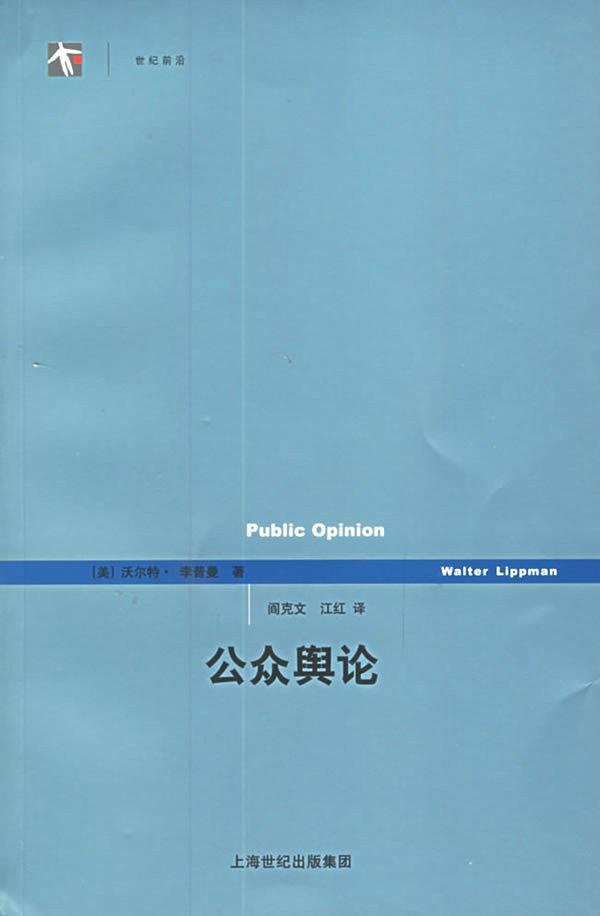 世纪前沿
Public Opinion
[美] 沃尔特· 李普曼 著
Walter Lippman
阎克文 江红 译
公众舆论
上海世纪出版集团